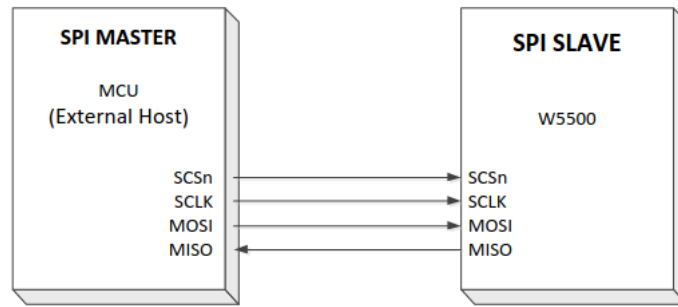 SPI MASTER
MCU
(External Host)
SCSn
SCLK
MOSI
MISO
SPI SLAVE
W5500
SCSn
SCLK
MOSI
MISO